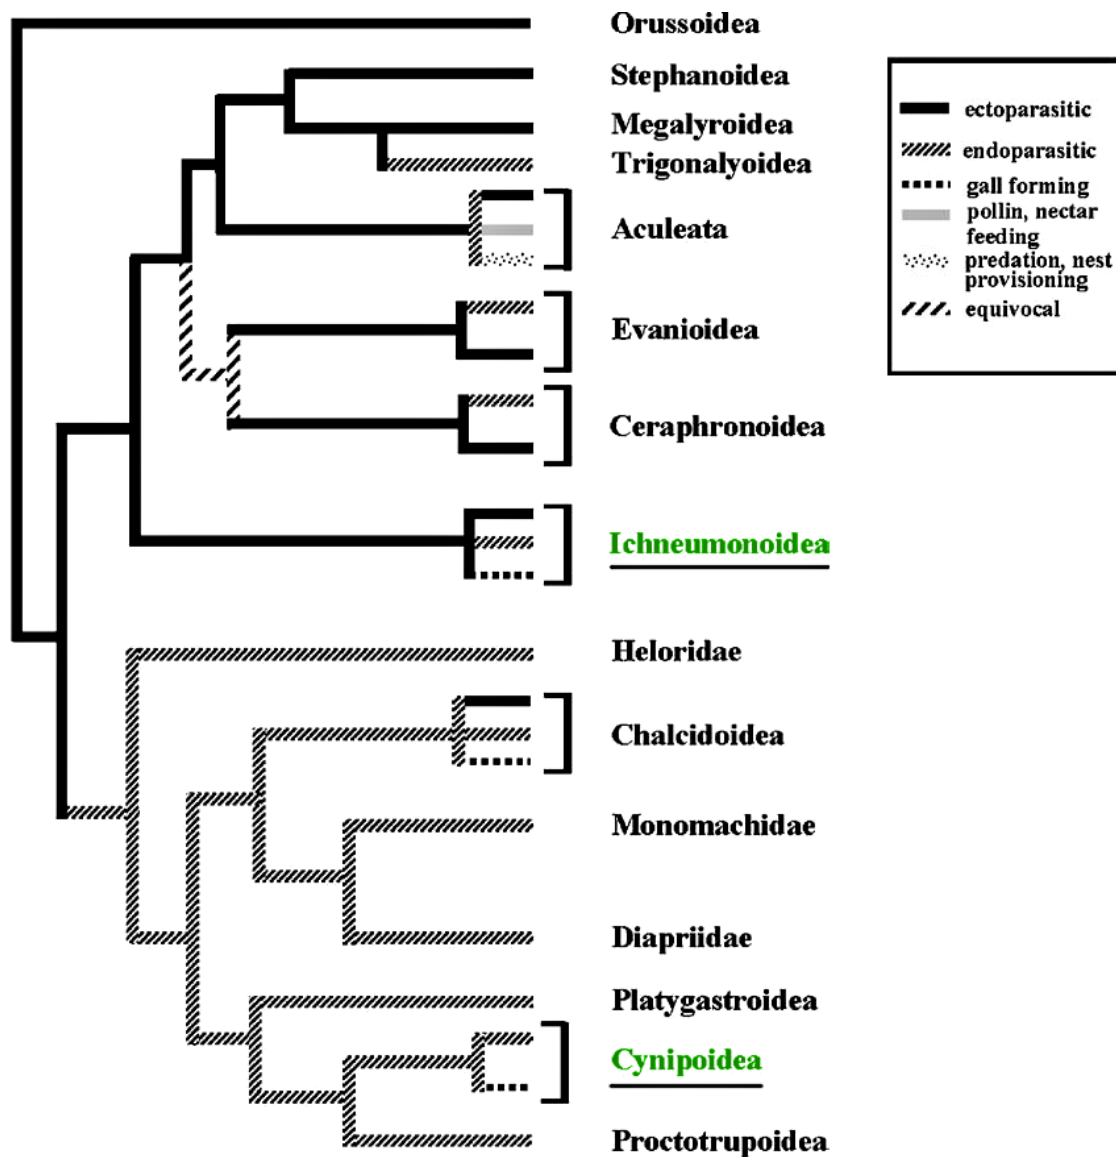 Orussoidea
Stephanoidea
Megalyroidea
Trigonalyoidea
Aculeata
Evanioidea
Ceraphronoidea
Ichneumonoidea
Heloridae
Chalcidoidea
Monomachidae
Diapriidae
Platygastroidea
Cynipoidea
Proctotrupoidea
ectoparasitic
endoparasitic
gall forming
pollin, nectar
feeding
predation, nest
provisioning
equivocal